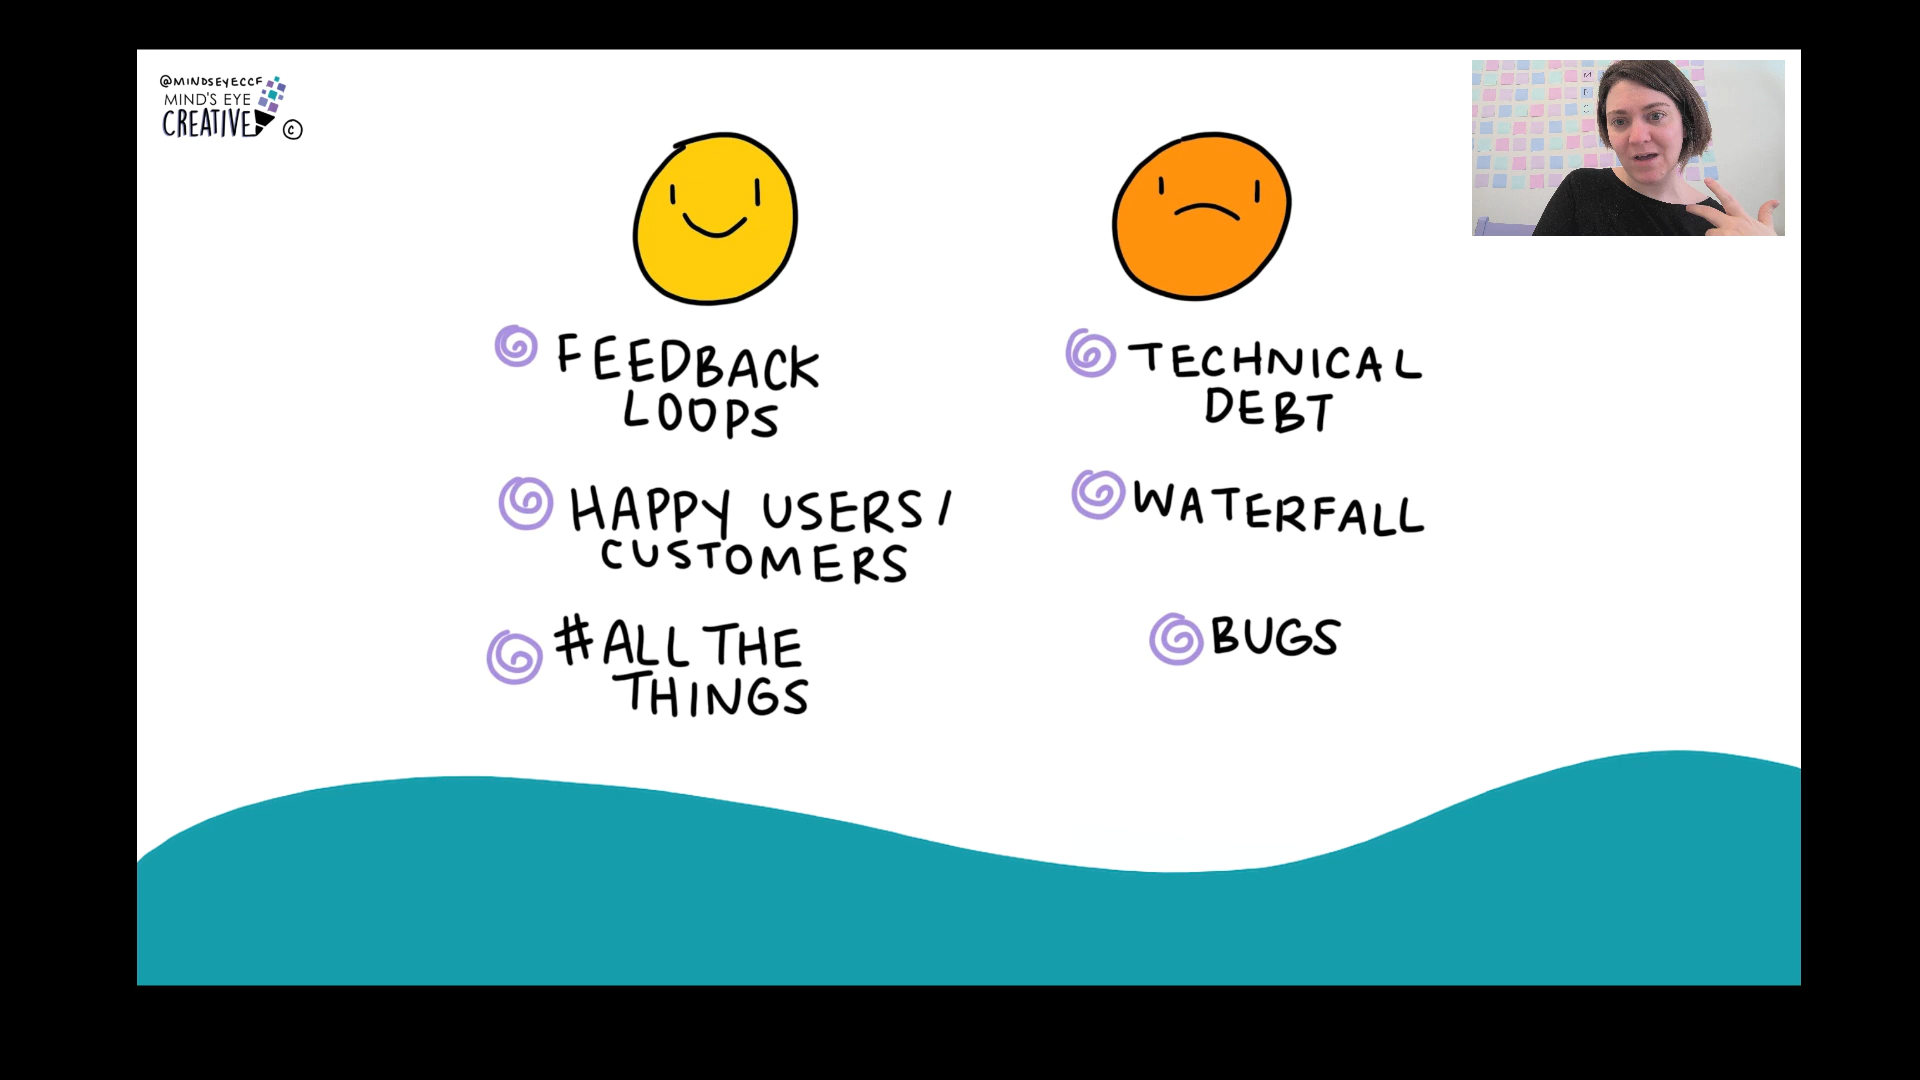 @MINDSEYECCF
MIND'S EYE
CREATIVE
©
FEEDBACK
LOOPS
HAPPY USERS/
CUSTOMERS
#ALL THE
THINGS
TECHNICAL
DEBT
WATERFALL
BUGS